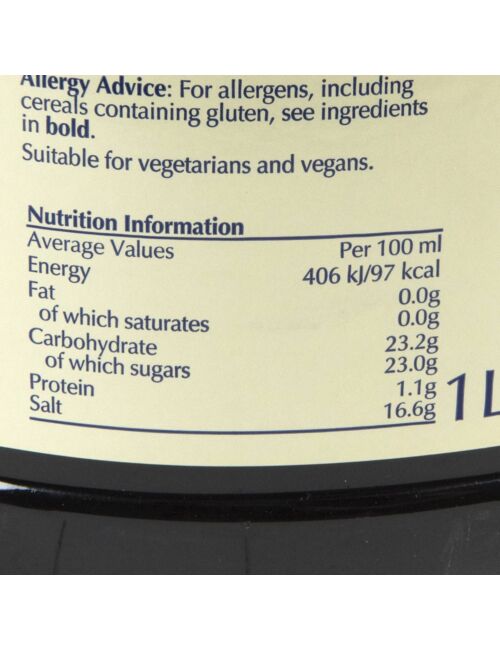 Allergy Advice: For allergens, including
cereals containing gluten, see ingredients
in bold.
Suitable for vegetarians and vegans.
Nutrition Information
Average Values Per 100 ml
Energy 406 kJ/97 kcal
Fat 0.0g
of which saturates 0.0g
Carbohydrate 23.2g
of which sugars 23.0g
Protein 1.1g
Salt 16.6g
1 L